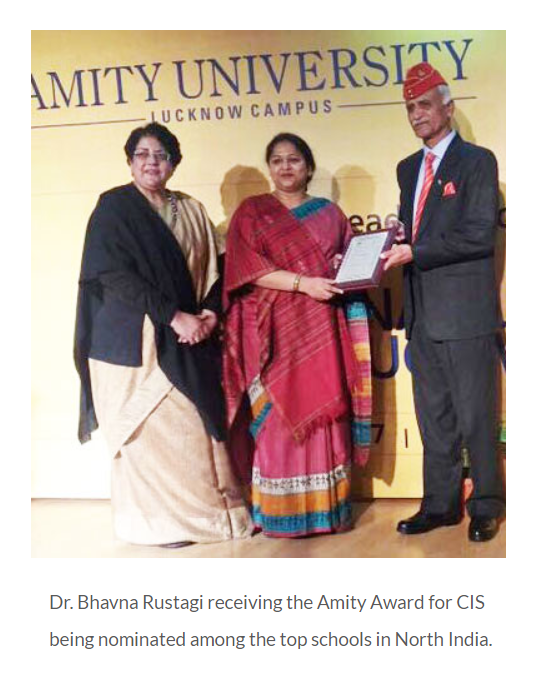 AMITY UNIVERSITY
LUCKNOW CAMPUS
Dr. Bhavna Rustagi receiving the Amity Award for CIS
being nominated among the top schools in North India.